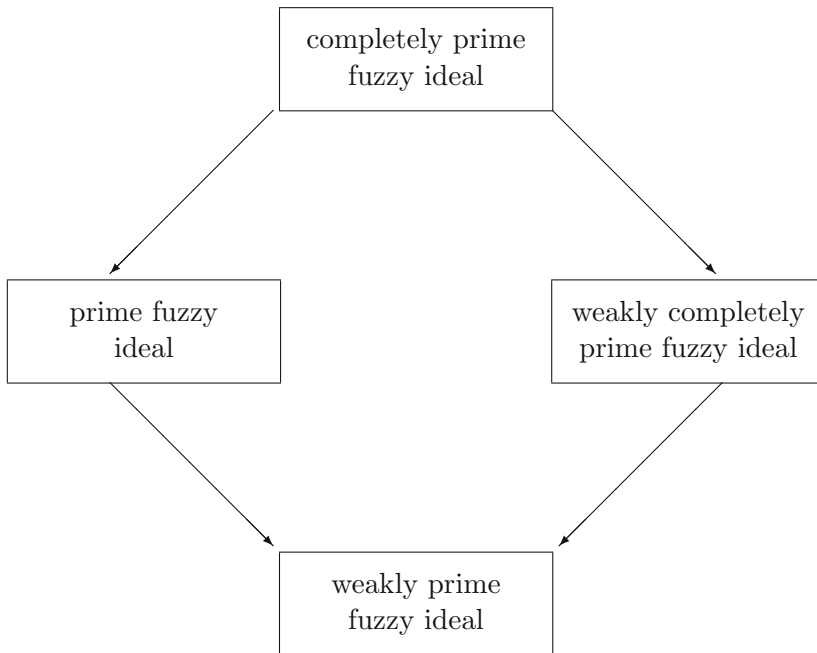 completely prime
fuzzy ideal
prime fuzzy
ideal
weakly completely
prime fuzzy ideal
weakly prime
fuzzy ideal